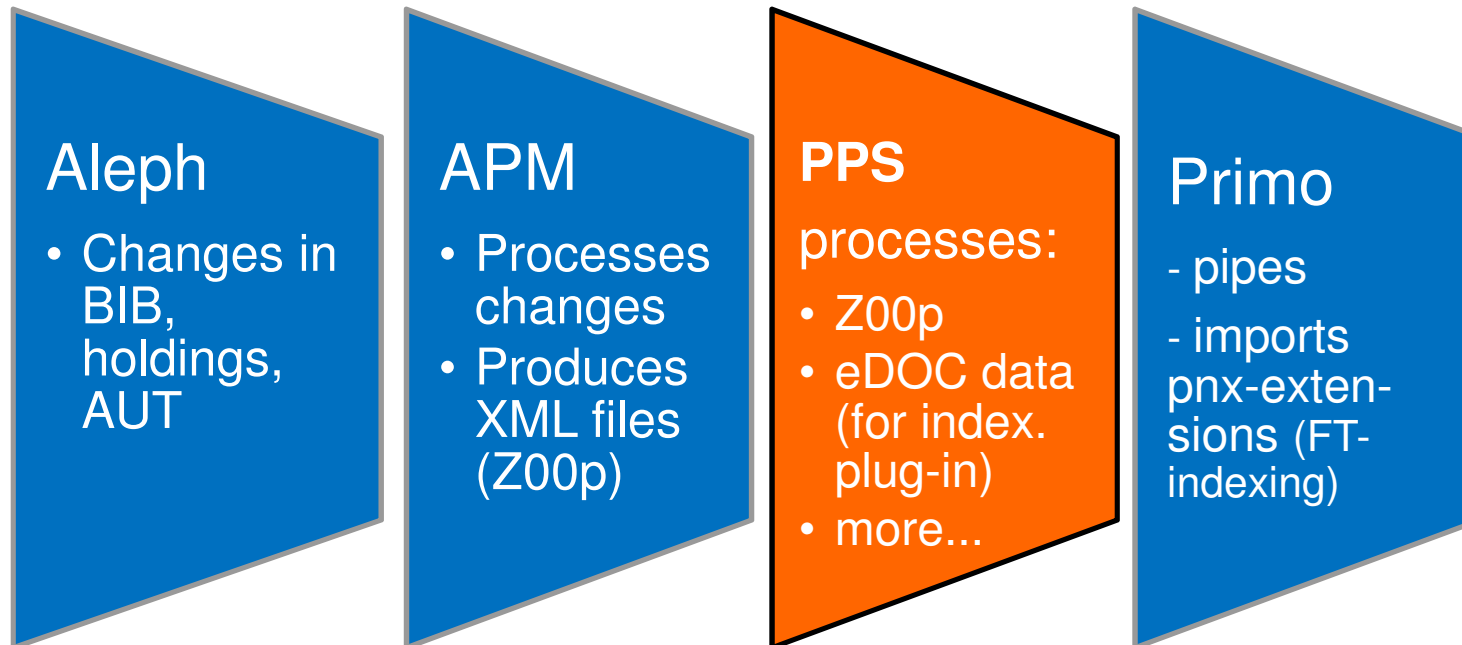 Aleph
• Changes in
BIB,
holdings,
AUT
APM
• Processes
changes
• Produces
XML files
(Z00p)
PPS
processes:
• Z00p
• eDOC data
(for index.
plug-in)
• more...
Primo
- pipes
- imports
pnx-exten-
sions (FT-
indexing)